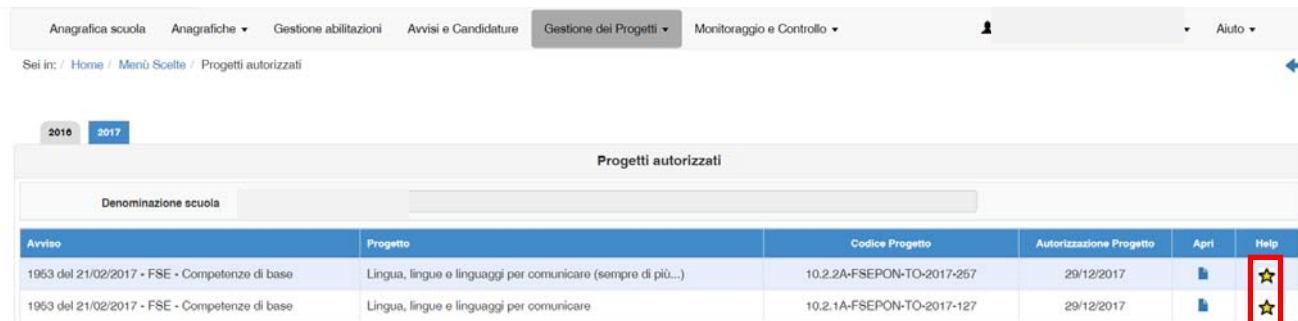 Anagrafica scuola Anagrafiche Gestione abilitazioni Avvisi e Candidature Gestione dei Progetti Monitoraggio e Controllo Aiuto
Sei in: / Home / Menù Scelte / Progetti autorizzati
2016 2017
Progetti autorizzati
Denominazione scuola
Avviso Progetto Codice Progetto Autorizzazione Progetto Apri Help
1953 del 21/02/2017 - FSE - Competenze di base Lingua, lingue e linguaggi per comunicare (sempre di più...) 10.2.2A-FSEPON-TO-2017-257 29/12/2017
1953 del 21/02/2017 - FSE - Competenze di base Lingua, lingue e linguaggi per comunicare 10.2.1A-FSEPON-TO-2017-127 29/12/2017